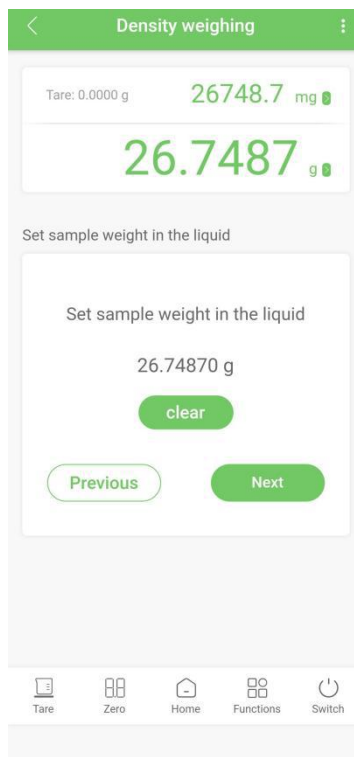 Density weighing
Tare: 0.0000 g 26748.7 mg
26.7487 g
Set sample weight in the liquid
Set sample weight in the liquid
26.74870 g
clear
Previous Next
Tare Zero Home Functions Switch